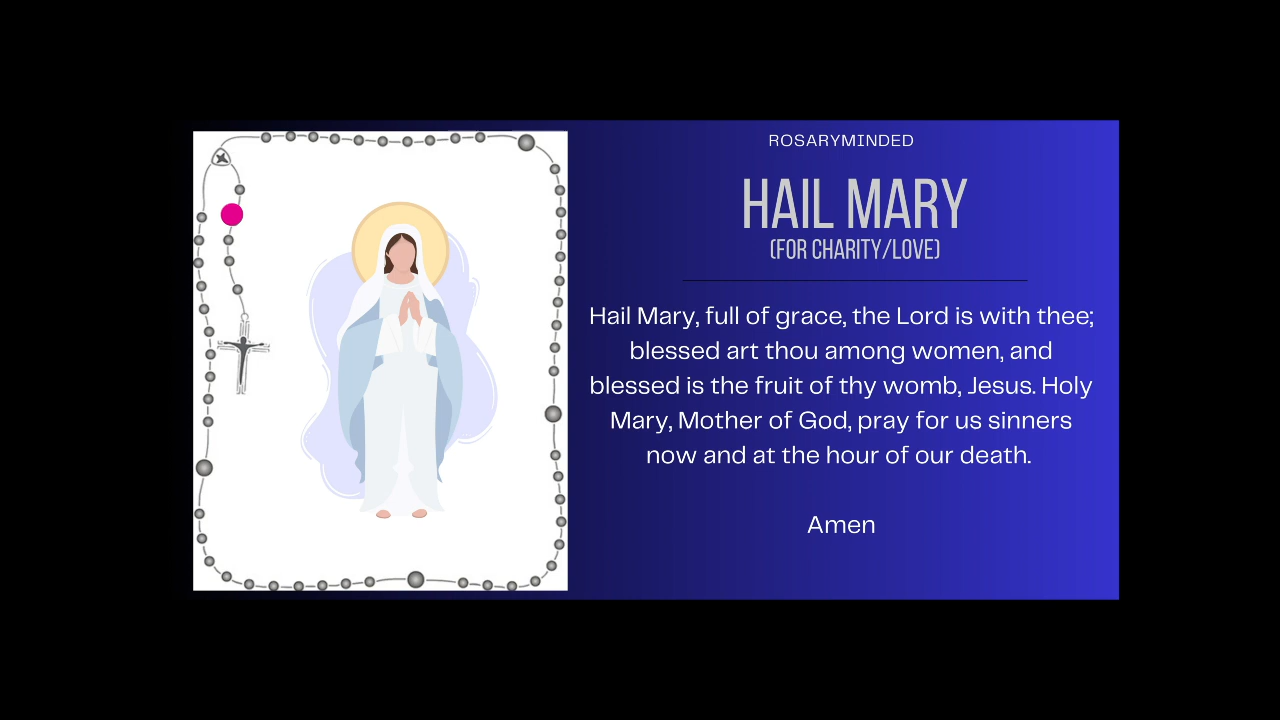 ROSARYMINDED
HAIL MARY
(FOR CHARITY/LOVE)
Hail Mary, full of grace, the Lord is with thee;
blessed art thou among women, and
blessed is the fruit of thy womb, Jesus. Holy
Mary, Mother of God, pray for us sinners
now and at the hour of our death.
Amen